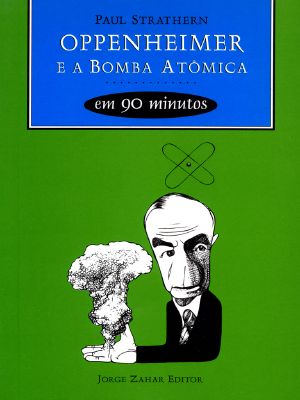 PAUL STRATHERN
OPPENHEIMER
E A BOMBA ATÔMICA
em 90 minutos
JORGE ZAHAR EDITOR